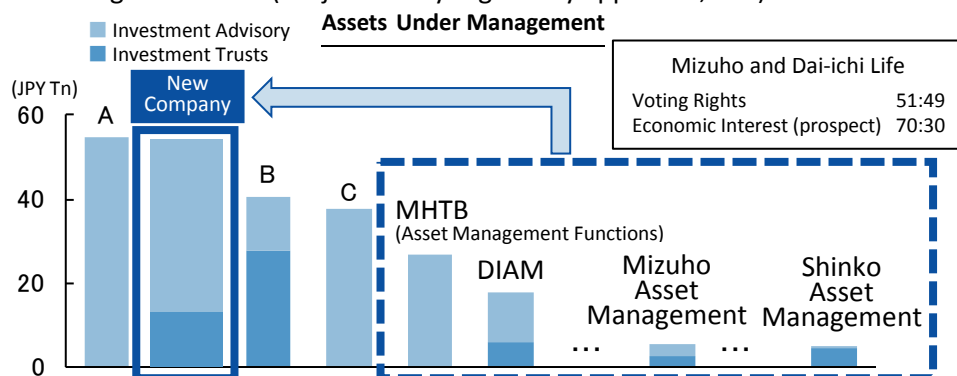 Assets Under Management
Investment Advisory
Investment Trusts
(JPY Tn)
New
Company
Mizuho and Dai-ichi Life
Voting Rights 51:49
Economic Interest (prospect) 70:30
60
40
20
0
A
B
C
MHTB
(Asset Management Functions)
DIAM
...
Mizuho
Asset
Management
...
Shinko
Asset
Management